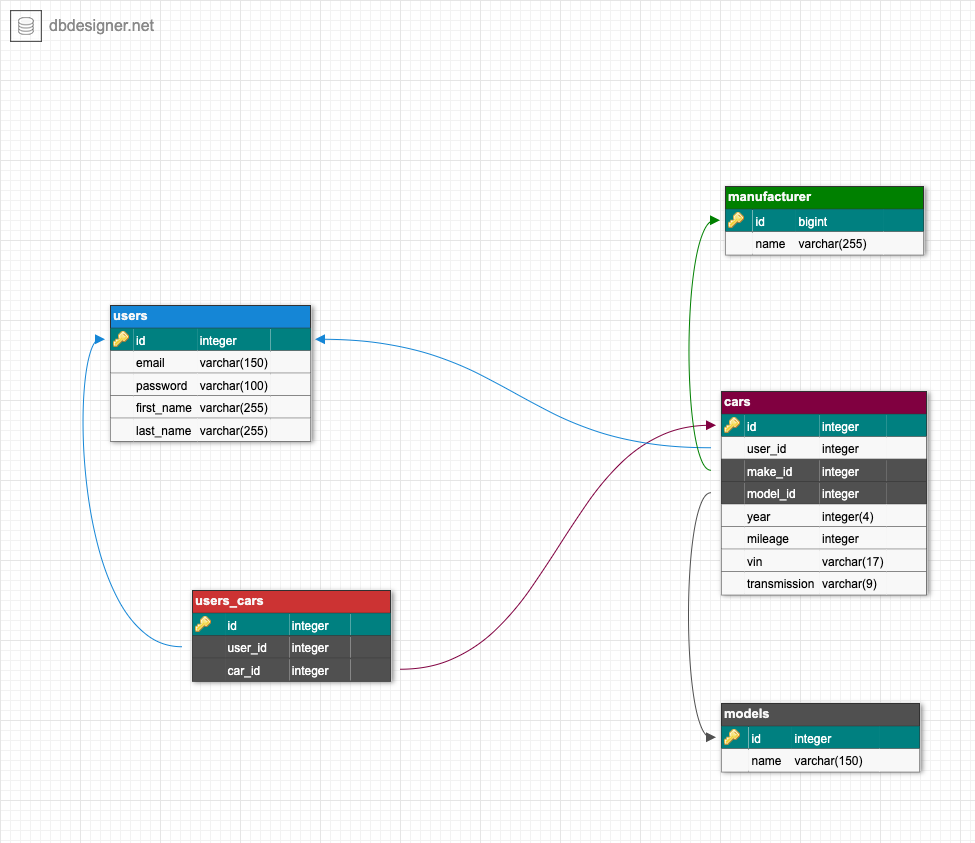 dbdesigner.net
manufacturer
id bigint
name varchar(255)
users
id integer
email varchar(150)
password varchar(100)
first_name varchar(255)
last_name varchar(255)
cars
id integer
user_id integer
make_id integer
model_id integer
year integer(4)
mileage integer
vin varchar(17)
transmission varchar(9)
users_cars
id integer
user_id integer
car_id integer
models
id integer
name varchar(150)